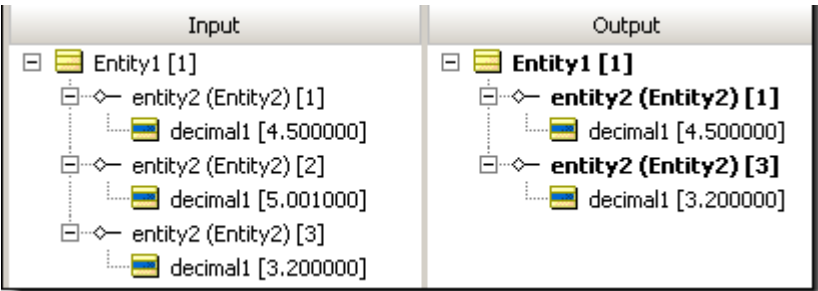 Input
Entity1 [1]
entity2 (Entity2) [1]
decimal1 [4.500000]
entity2 (Entity2) [2]
decimal1 [5.001000]
entity2 (Entity2) [3]
decimal1 [3.200000]
Output
Entity1 [1]
entity2 (Entity2) [1]
decimal1 [4.500000]
entity2 (Entity2) [3]
decimal1 [3.200000]